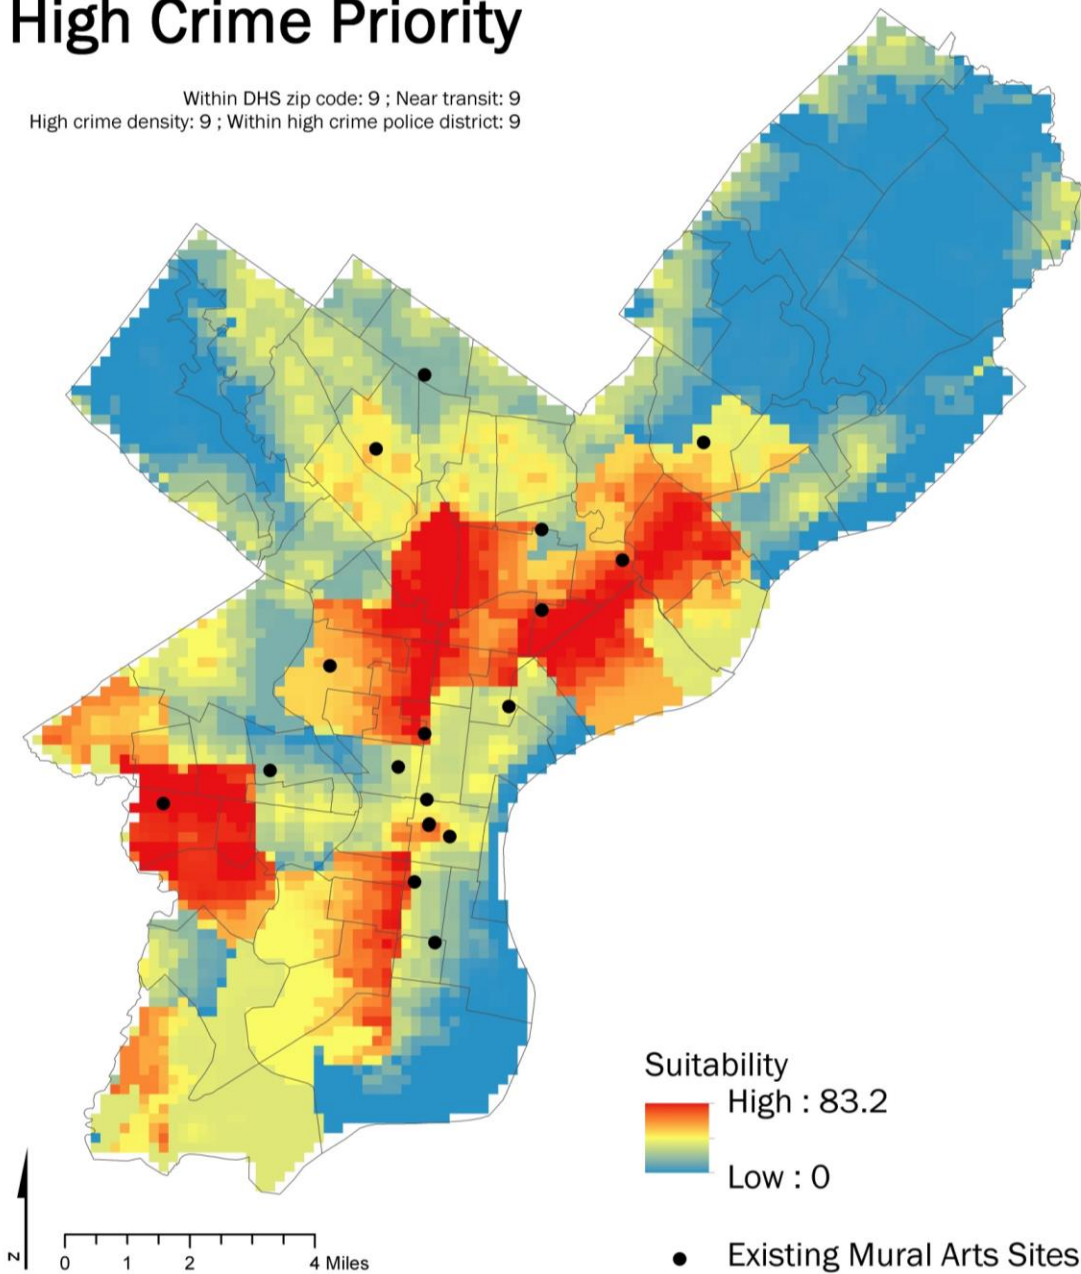 High Crime Priority
Within DHS zip code: 9 ; Near transit: 9
High crime density: 9 ; Within high crime police district: 9
Suitability
High : 83.2
Low : 0
N
0 1 2 4 Miles
Existing Mural Arts Sites